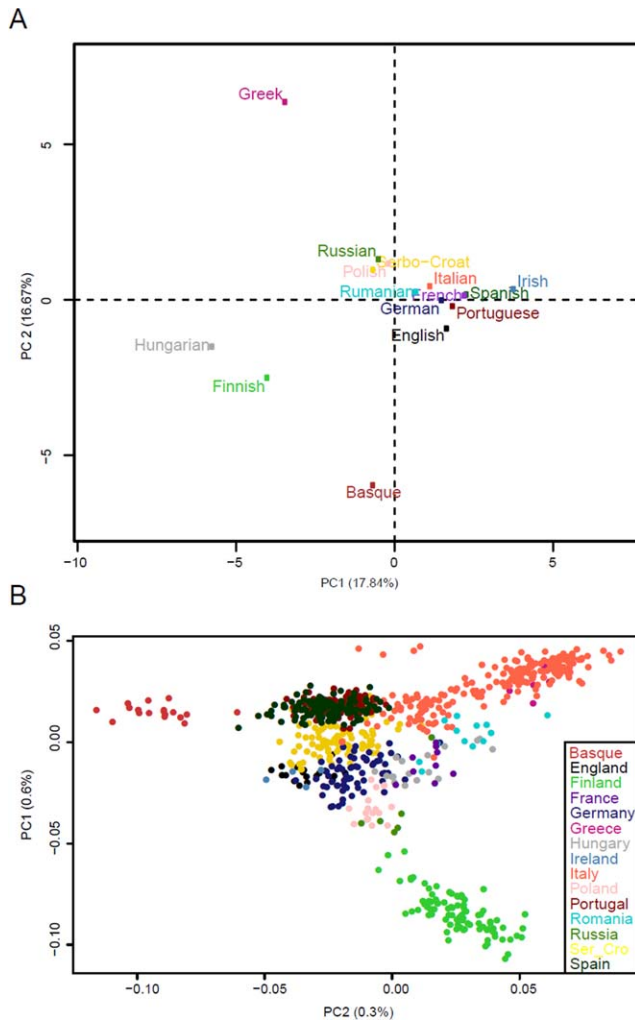 A
Greek
5
Russian
Serbo-Croat
Polish
Italian
Irish
Rumanian
French
Spanish
0
German
Portuguese
English
PC 2 (16.67%)
Hungarian
Finnish
−5
Basque
−10
−5
0
5
PC1 (17.84%)
B
0.05
0.00
PC1 (0.6%)
−0.05
−0.10
Basque
England
Finland
France
Germany
Greece
Hungary
Ireland
Italy
Poland
Portugal
Romania
Russia
Ser_Cro
Spain
−0.10
−0.05
0.00
0.05
PC2 (0.3%)